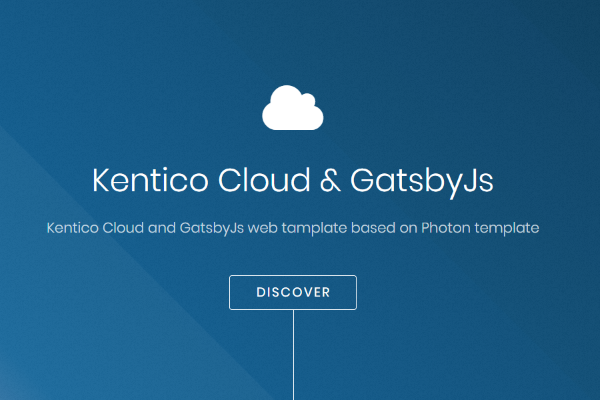 Kentico Cloud & GatsbyJs
Kentico Cloud and GatsbyJs web tamplate based on Photon template
DISCOVER